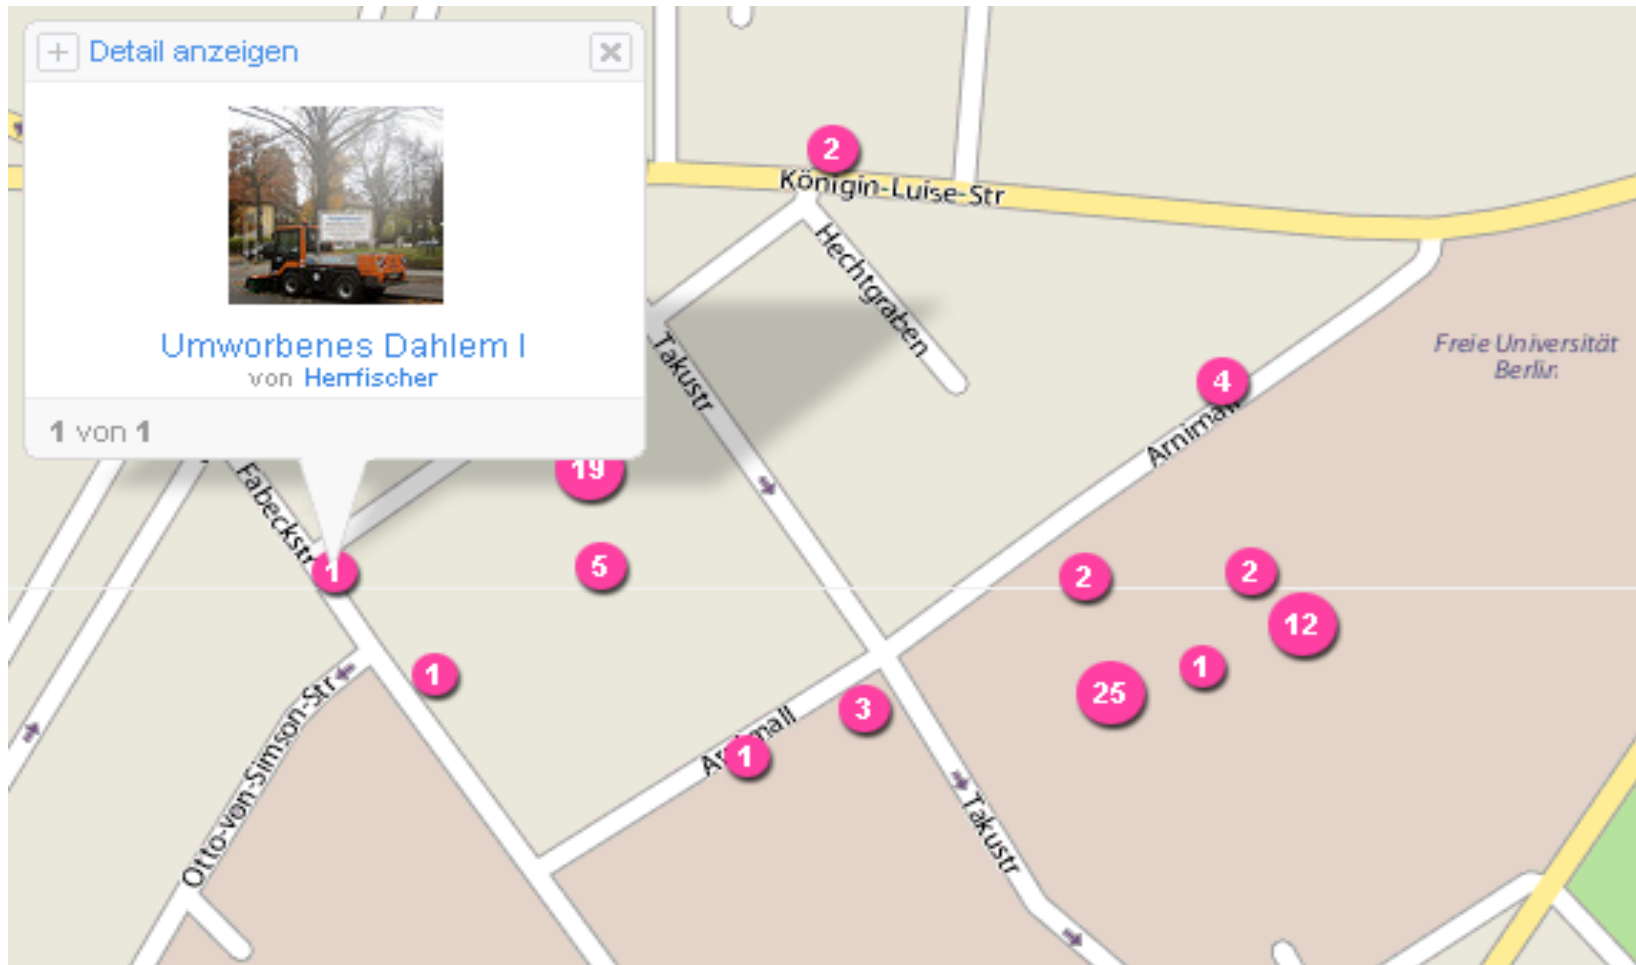 Detail anzeigen
Umworbenes Dahlem I
von Herrfischer
1 von 1
2
Königin-Luise-Str
Hechtgraben
Freie Universität
Berlin
Takustr
4
Arnimall
19
Fabeckstr
5
1
2
2
12
1
1
25
3
Otto-von-Simson-Str
1
Takustr